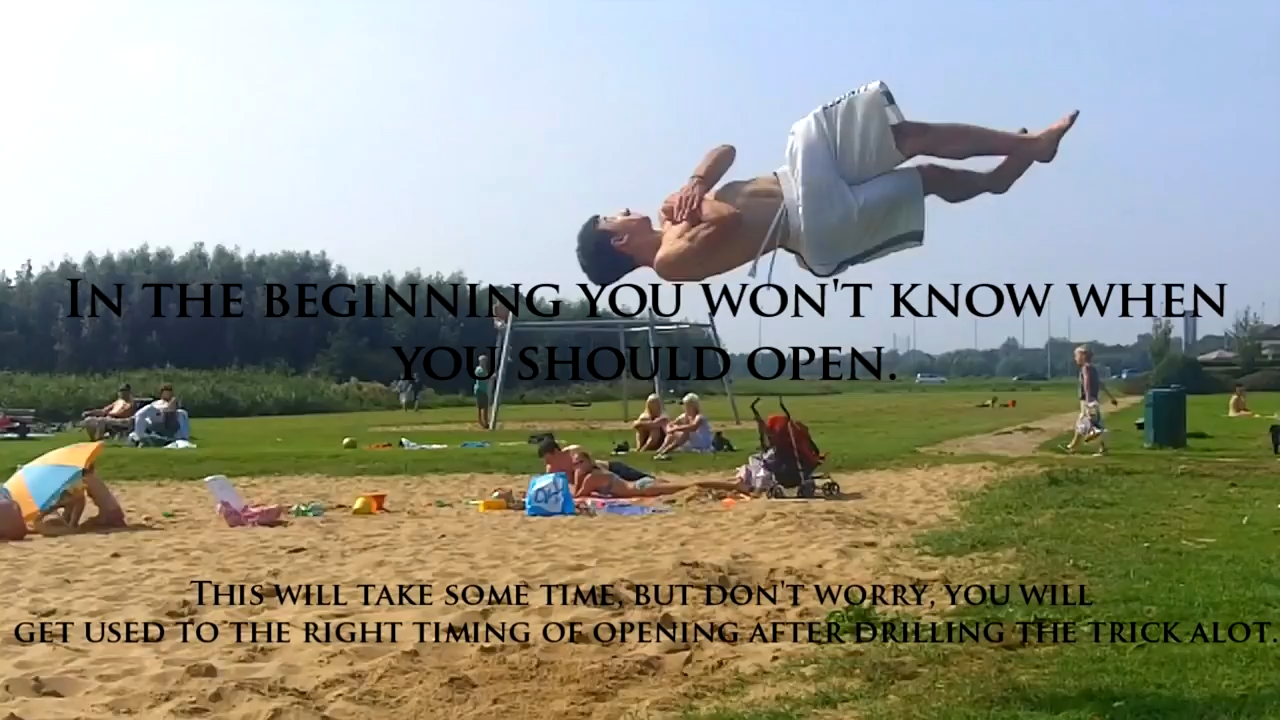 In the beginning you won't know when
you should open.
This will take some time, but don't worry, you will
get used to the right timing of opening after drilling the trick alot.